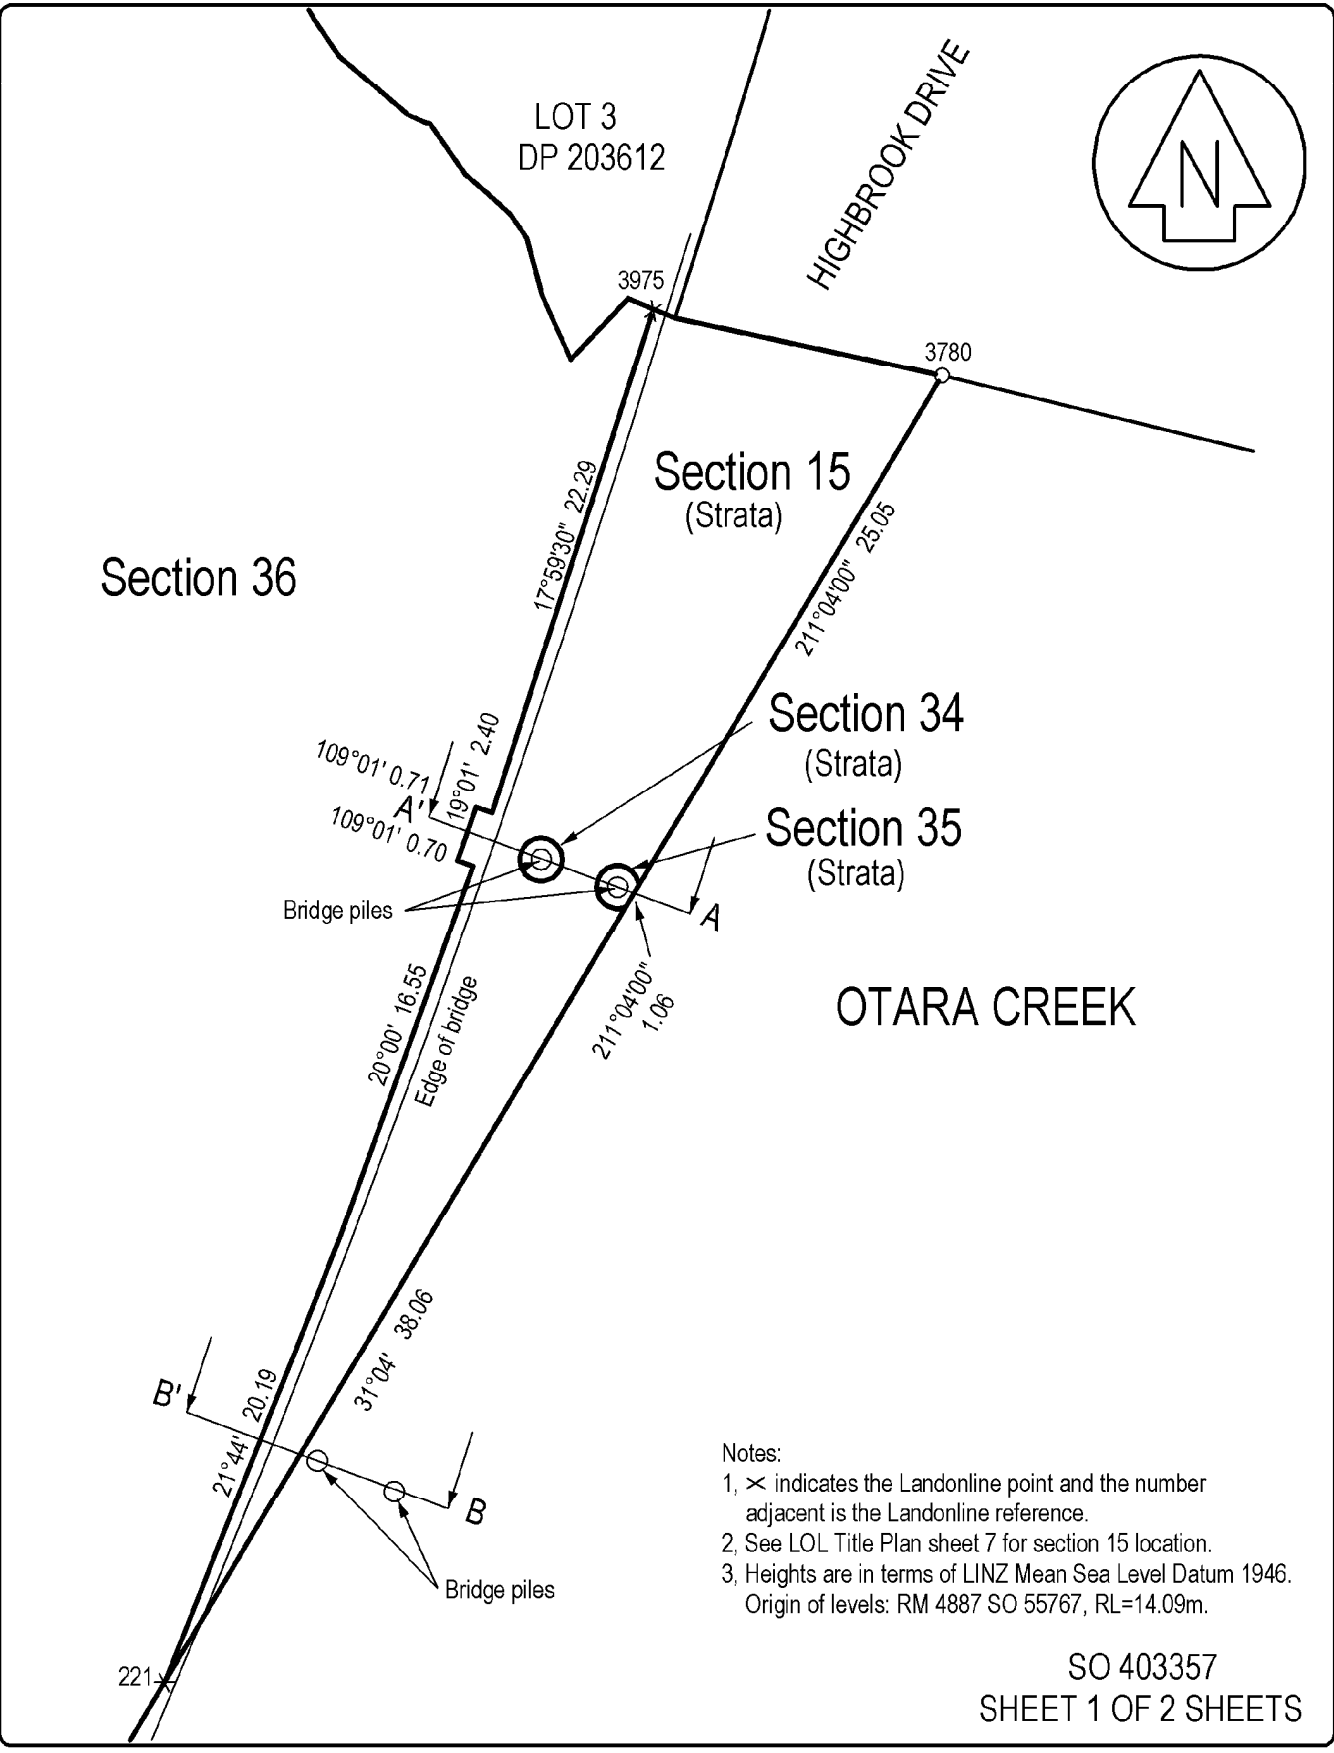 LOT 3
DP 203612
HIGHBROOK DRIVE
N
3975
3780
Section 15
(Strata)
17°59'30" 22.29
211°04'00" 25.05
Section 36
Section 34
(Strata)
109°01' 0.71
19°01' 2.40
A'
109°01' 0.70
Section 35
(Strata)
Bridge piles
A
211°04'00"
1.06
20°00' 16.55
Edge of bridge
OTARA CREEK
31°04' 38.06
B'
21°44' 20.19
B
Bridge piles
221
Notes:
1, × indicates the Landonline point and the number
adjacent is the Landonline reference.
2, See LOL Title Plan sheet 7 for section 15 location.
3, Heights are in terms of LINZ Mean Sea Level Datum 1946.
Origin of levels: RM 4887 SO 55767, RL=14.09m.
SO 403357
SHEET 1 OF 2 SHEETS